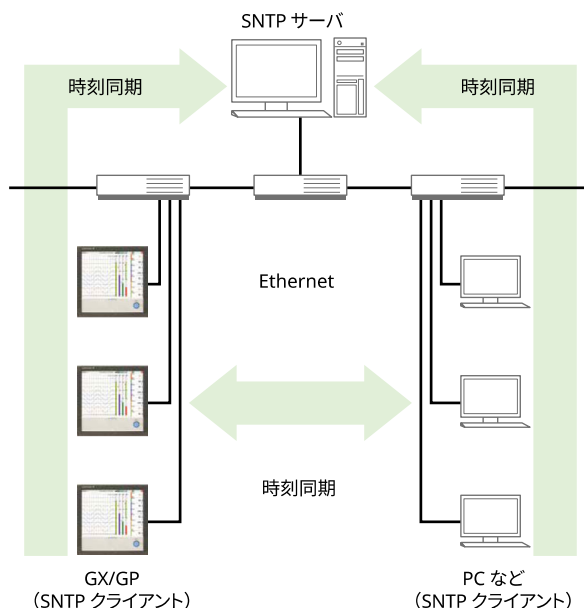 SNTP サーバ
時刻同期
時刻同期
Ethernet
時刻同期
GX/GP
（SNTP クライアント）
PC など
（SNTP クライアント）